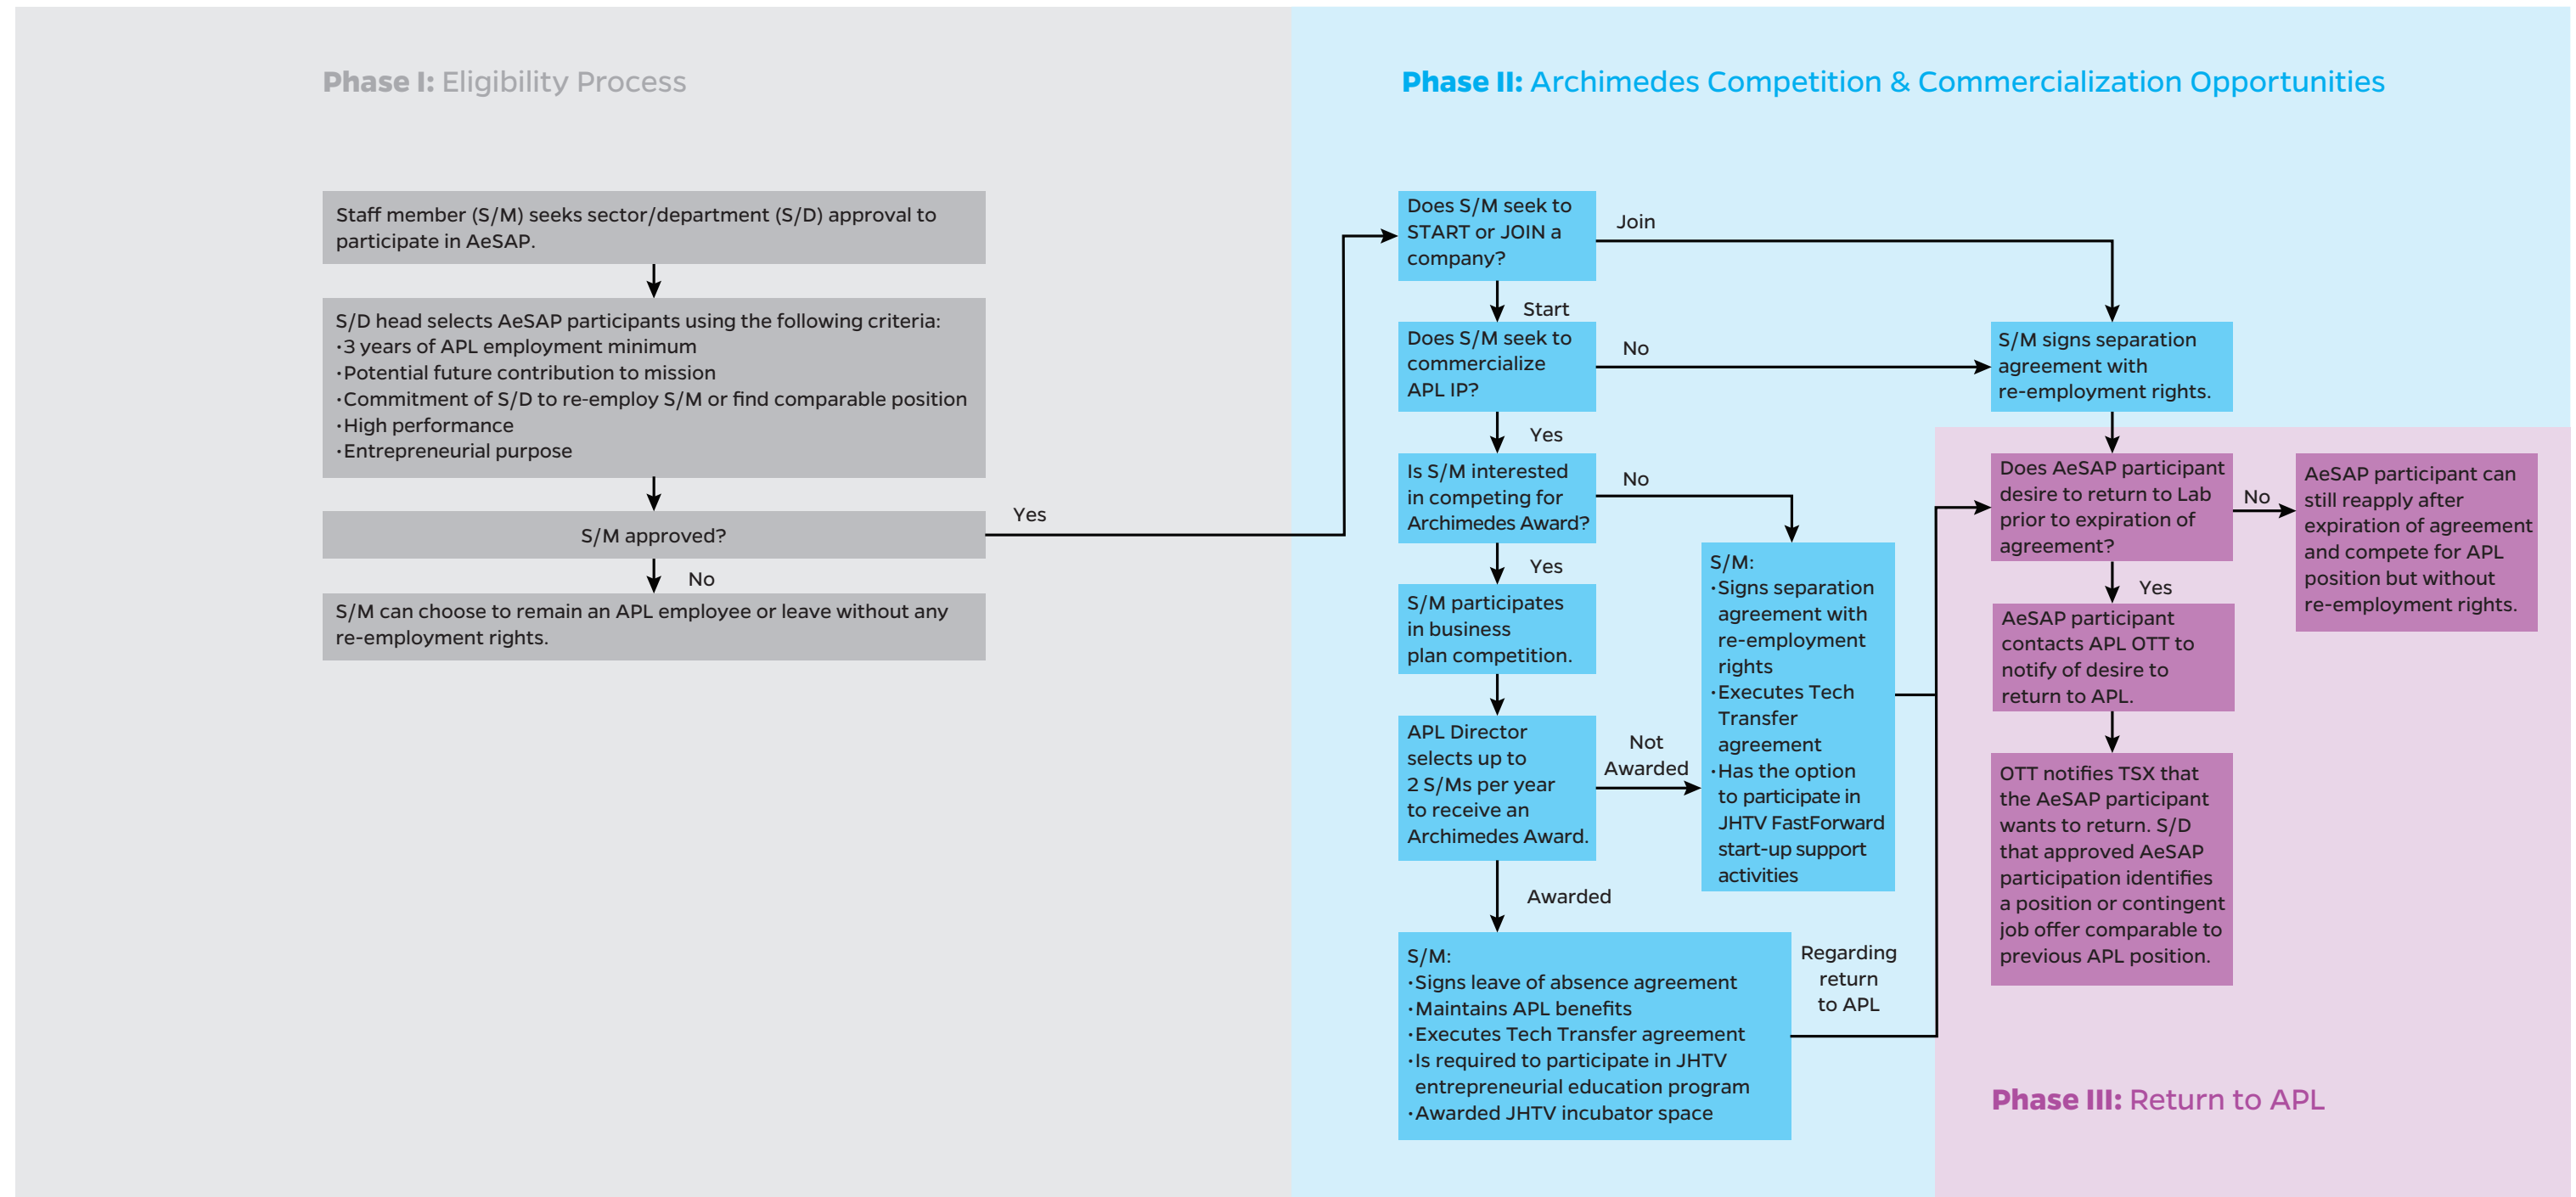 Phase I: Eligibility Process
Staff member (S/M) seeks sector/department (S/D) approval to
participate in AeSAP.
S/D head selects AeSAP participants using the following criteria:
·3 years of APL employment minimum
·Potential future contribution to mission
·Commitment of S/D to re-employ S/M or find comparable position
·High performance
·Entrepreneurial purpose
S/M approved?
Yes
No
S/M can choose to remain an APL employee or leave without any
re-employment rights.
Phase II: Archimedes Competition & Commercialization Opportunities
Does S/M seek to
START or JOIN a
company?
Join
Start
Does S/M seek to
commercialize
APL IP?
No
Yes
S/M signs separation
agreement with
re-employment rights.
Is S/M interested
in competing for
Archimedes Award?
No
Yes
S/M participates
in business
plan competition.
APL Director
selects up to
2 S/Ms per year
to receive an
Archimedes Award.
Not
Awarded
Awarded
S/M:
·Signs separation
agreement with
re-employment
rights
·Executes Tech
Transfer
agreement
·Has the option
to participate in
JHTV FastForward
start-up support
activities
S/M:
·Signs leave of absence agreement
·Maintains APL benefits
·Executes Tech Transfer agreement
·Is required to participate in JHTV
entrepreneurial education program
·Awarded JHTV incubator space
Regarding
return
to APL
Does AeSAP participant
desire to return to Lab
prior to expiration of
agreement?
No
AeSAP participant can
still reapply after
expiration of agreement
and compete for APL
position but without
re-employment rights.
Yes
AeSAP participant
contacts APL OTT to
notify of desire to
return to APL.
OTT notifies TSX that
the AeSAP participant
wants to return. S/D
that approved AeSAP
participation identifies
a position or contingent
job offer comparable to
previous APL position.
Phase III: Return to APL